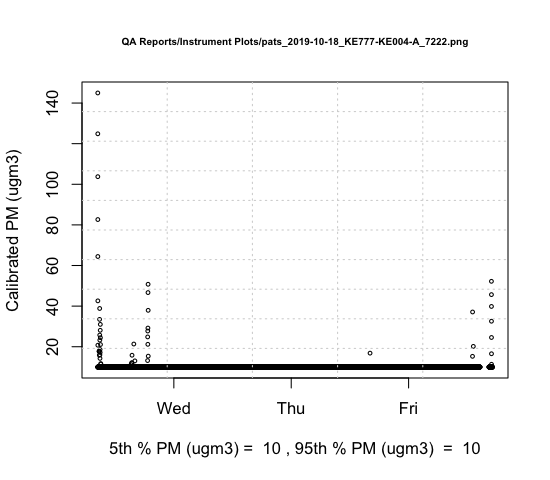 QA Reports/Instrument Plots/pats_2019-10-18_KE777-KE004-A_7222.png
Calibrated PM (ugm3)
140
100
80
60
40
20
Wed Thu Fri
5th % PM (ugm3) = 10 , 95th % PM (ugm3) = 10